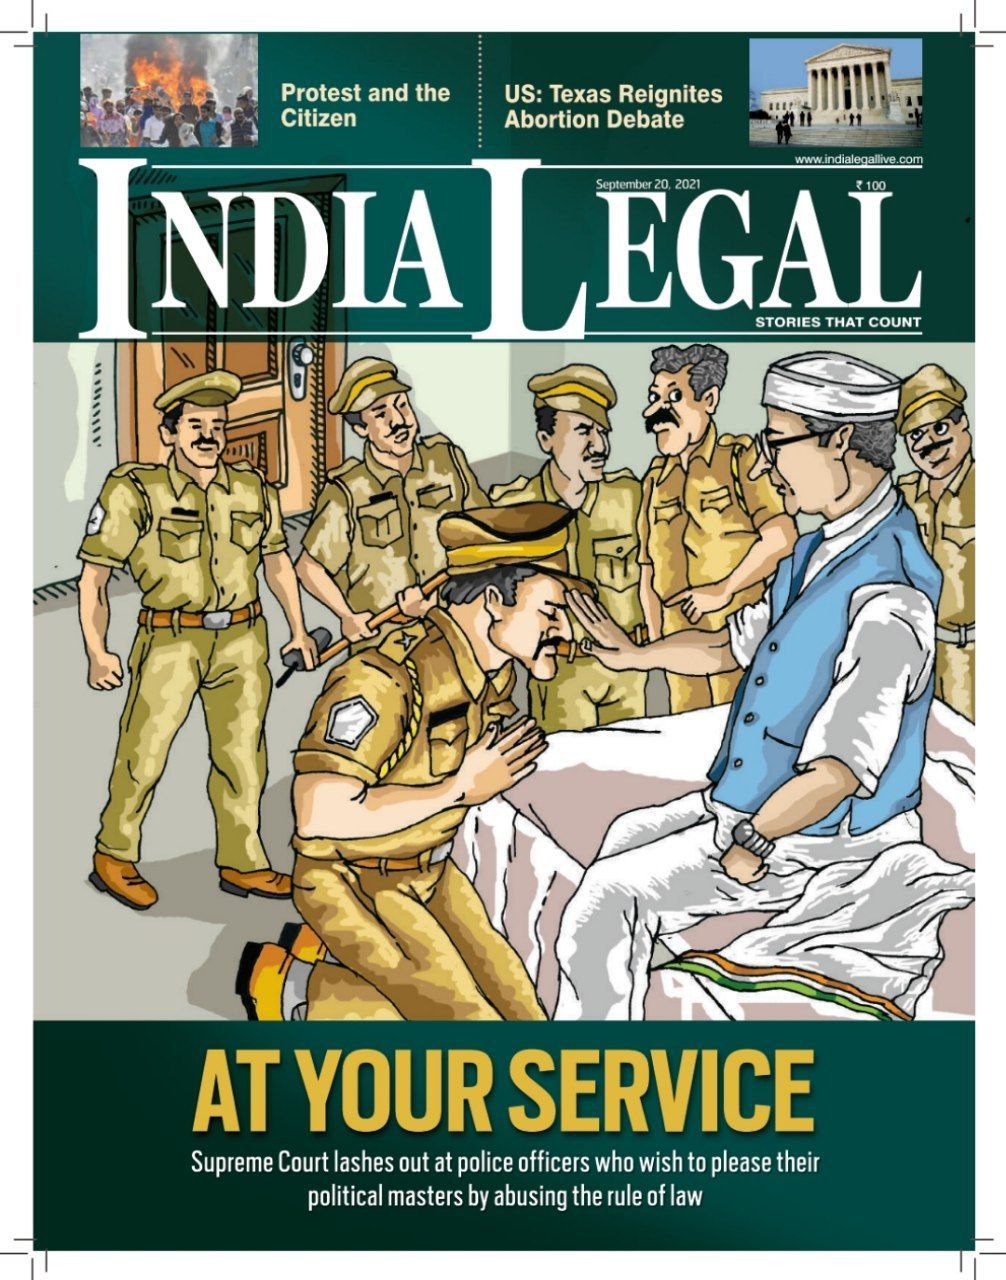 Protest and the
Citizen
US: Texas Reignites
Abortion Debate
www.indialegallive.com
September 20, 2021
₹ 100
INDIA LEGAL
STORIES THAT COUNT
AT YOUR SERVICE
Supreme Court lashes out at police officers who wish to please their
political masters by abusing the rule of law